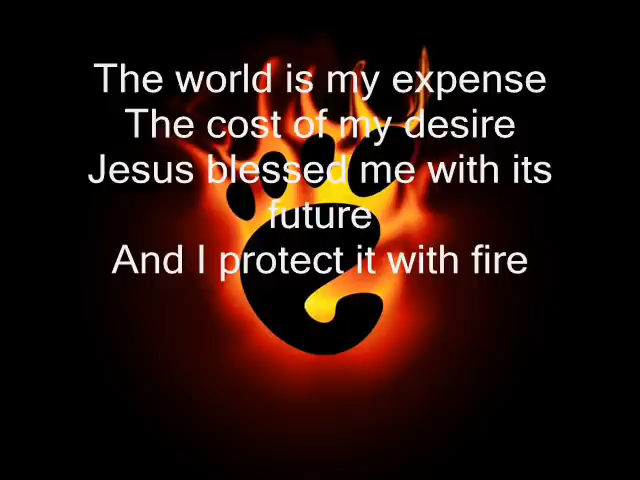 The world is my expense
The cost of my desire
Jesus blessed me with its
future
And I protect it with fire